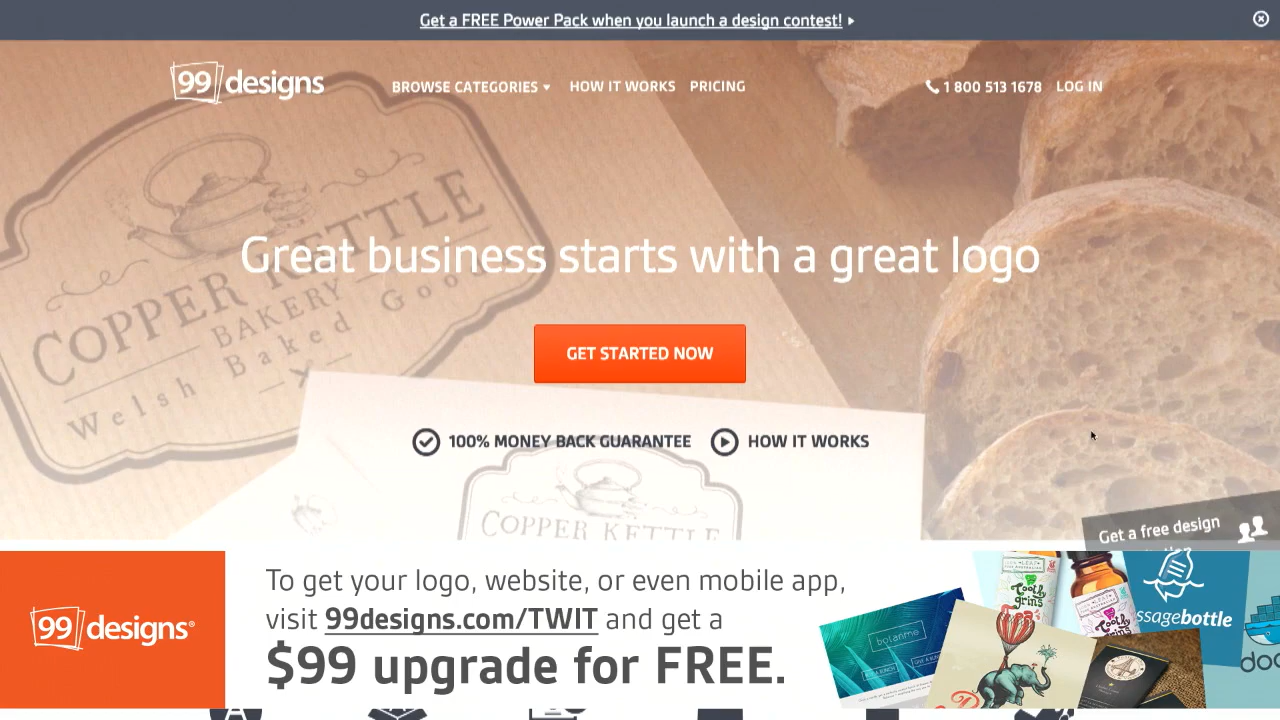 Get a FREE Power Pack when you launch a design contest!
99designs
BROWSE CATEGORIES
HOW IT WORKS
PRICING
1 800 513 1678
LOG IN
COPPER KETTLE
BAKERY
Welsh Baked Goo
Great business starts with a great logo
GET STARTED NOW
100% MONEY BACK GUARANTEE
HOW IT WORKS
COPPER KETTLE
Get a free design
99designs®
To get your logo, website, or even mobile app,
visit 99designs.com/TWIT and get a
$99 upgrade for FREE.
botanme
Tooth
grins
ssagebottle
doc